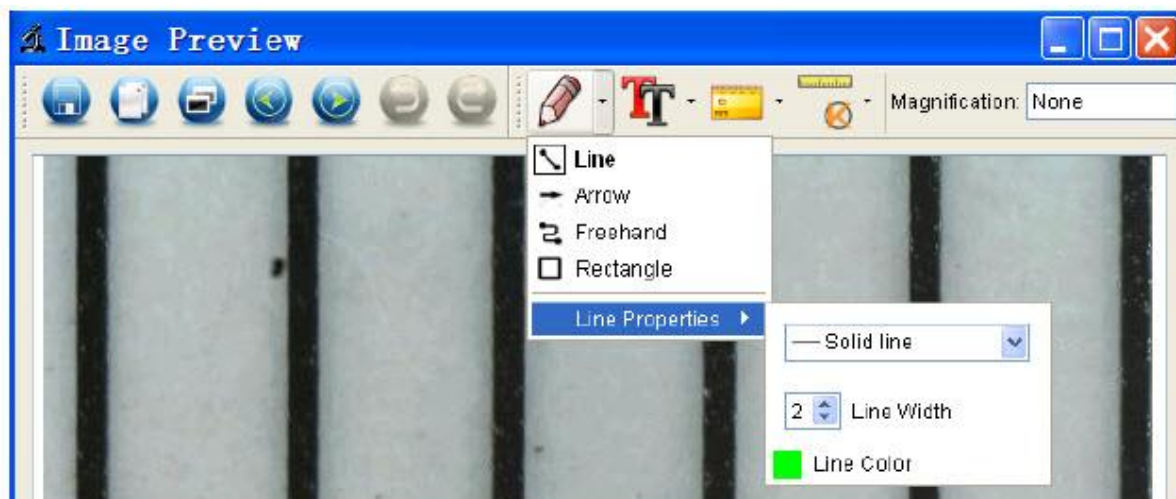 Image Preview
Magnification: None
Line
Arrow
Freehand
Rectangle
Line Properties
Solid line
2 Line Width
Line Color